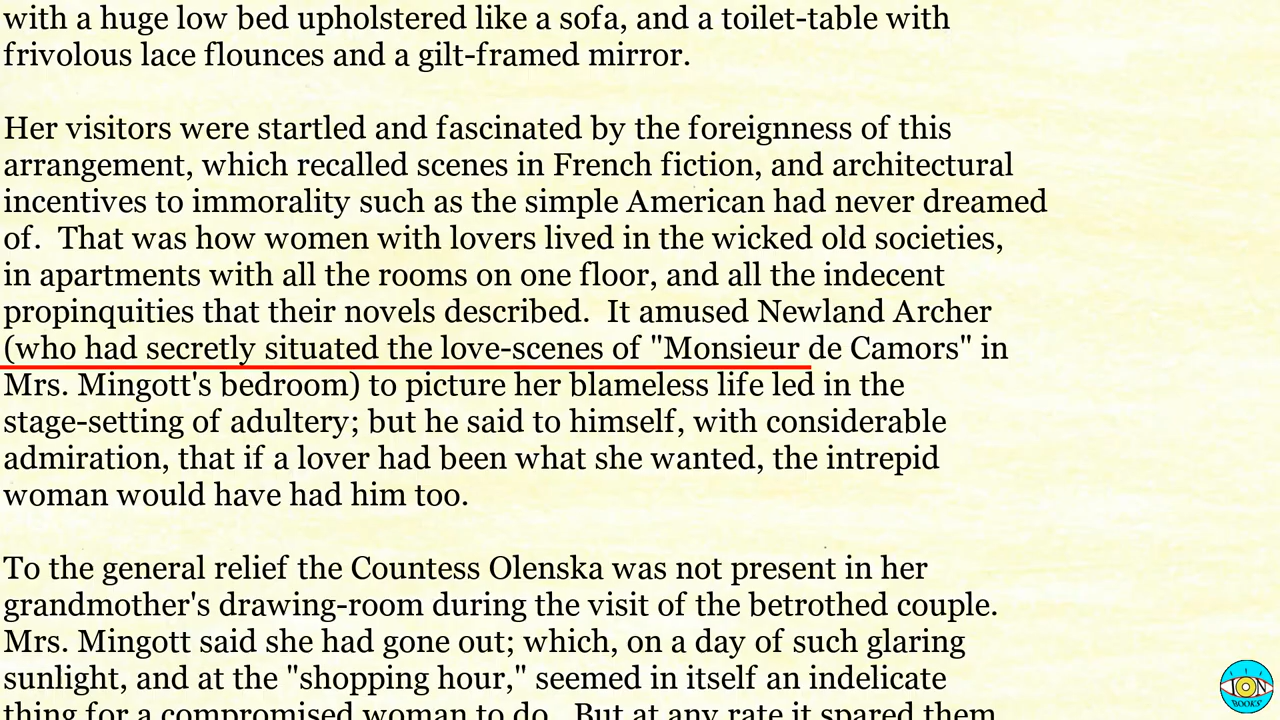 with a huge low bed upholstered like a sofa, and a toilet-table with
frivolous lace flounces and a gilt-framed mirror.
Her visitors were startled and fascinated by the foreignness of this
arrangement, which recalled scenes in French fiction, and architectural
incentives to immorality such as the simple American had never dreamed
of.  That was how women with lovers lived in the wicked old societies,
in apartments with all the rooms on one floor, and all the indecent
propinquities that their novels described.  It amused Newland Archer
(who had secretly situated the love-scenes of "Monsieur de Camors" in
Mrs. Mingott's bedroom) to picture her blameless life led in the
stage-setting of adultery; but he said to himself, with considerable
admiration, that if a lover had been what she wanted, the intrepid
woman would have had him too.
To the general relief the Countess Olenska was not present in her
grandmother's drawing-room during the visit of the betrothed couple.
Mrs. Mingott said she had gone out; which, on a day of such glaring
sunlight, and at the "shopping hour," seemed in itself an indelicate
thing for a compromised woman to do.  But at any rate it spared them
ION
BOOKS